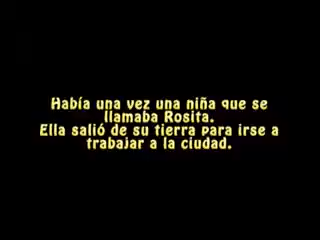 Había una vez una niña que se
llamaba Rosita.
Ella salió de su tierra para irse a
trabajar a la ciudad.